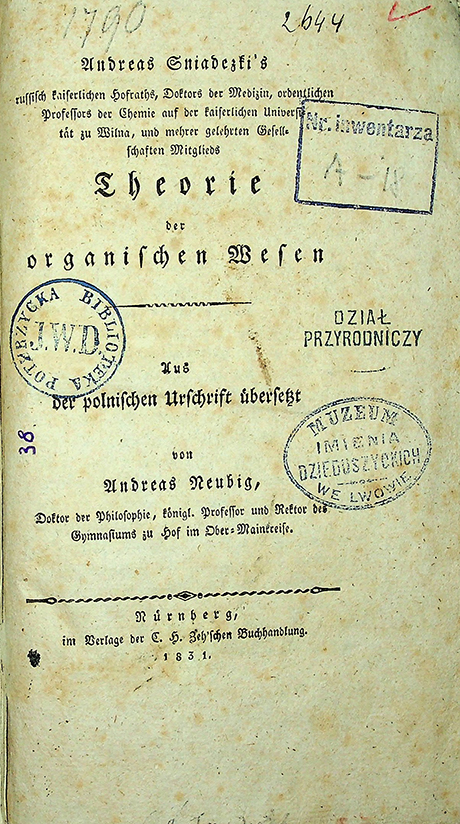 1790
2644
Andreas Sniadezki's
russisch kaiserlichen Hofraths, Doktors der Medizin, ordentlichen
Professors der Chemie auf der kaiserlichen Universi-
tät zu Wilna, und mehrer gelehrten Gesell-
schaften Mitglieds
Nr. inwentarza
A-18
Theorie
der
organischen Wesen
POTURZYCKA BIBLIOTEKA
J.W.D.
DZIAŁ
PRZYRODNICZY
Aus
der polnischen Urschrift übersetzt
38
MUZEUM
IMIENIA
DZIEDUSZYCKICH
WE LWOWIE
von
Andreas Neubig,
Doktor der Philosophie, königl. Professor und Rektor des
Gymnasiums zu Hof im Ober-Mainkreise.
Nürnberg,
im Verlage der C. H. Zeh'schen Buchhandlung.
1831.